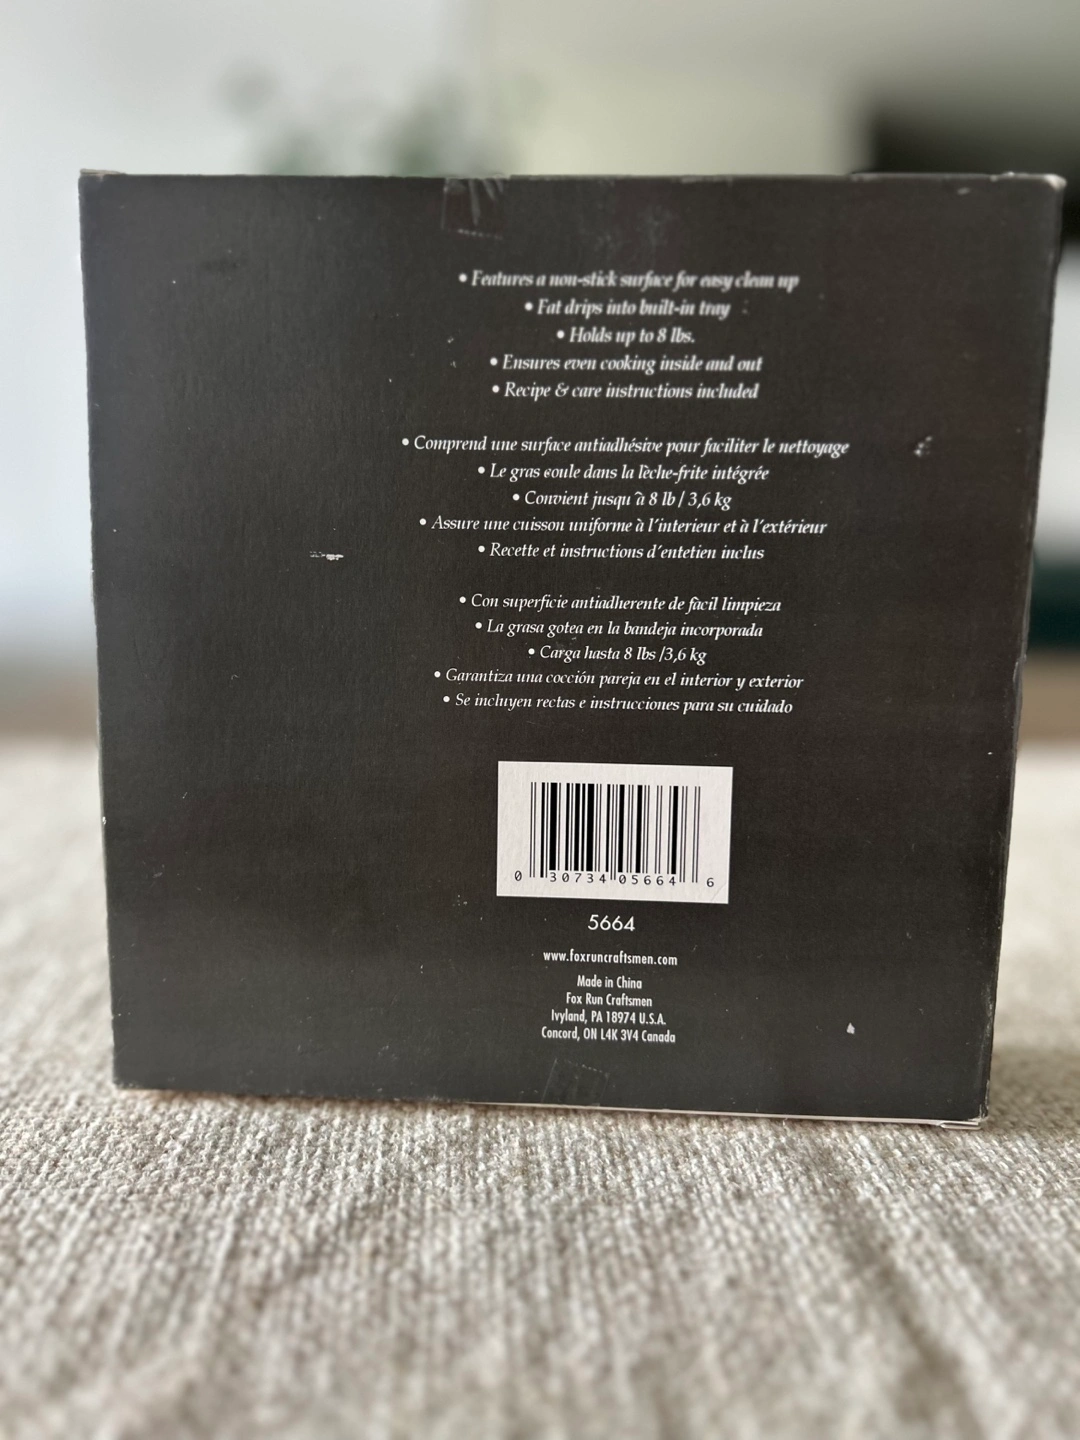 • Features a non-stick surface for easy clean up
• Fat drips into built-in tray
• Holds up to 8 lbs.
• Ensures even cooking inside and out
• Recipe & care instructions included
• Comprend une surface antiadhésive pour faciliter le nettoyage
• Le gras coule dans la lèche-frite intégrée
• Convient jusqu'à 8 lb / 3,6 kg
• Assure une cuisson uniforme à l'interieur et à l'extérieur
• Recette et instructions d'entetien inclus
• Con superficie antiadherente de fàcil limpieza
• La grasa gotea en la bandeja incorporada
• Carga hasta 8 lbs /3,6 kg
• Garantiza una cocción pareja en el interior y exterior
• Se incluyen rectas e instrucciones para su cuidado
0 30734 05664 6
5664
www.foxruncraftsmen.com
Made in China
Fox Run Craftsmen
Ivyland, PA 18974 U.S.A.
Concord, ON L4K 3V4 Canada